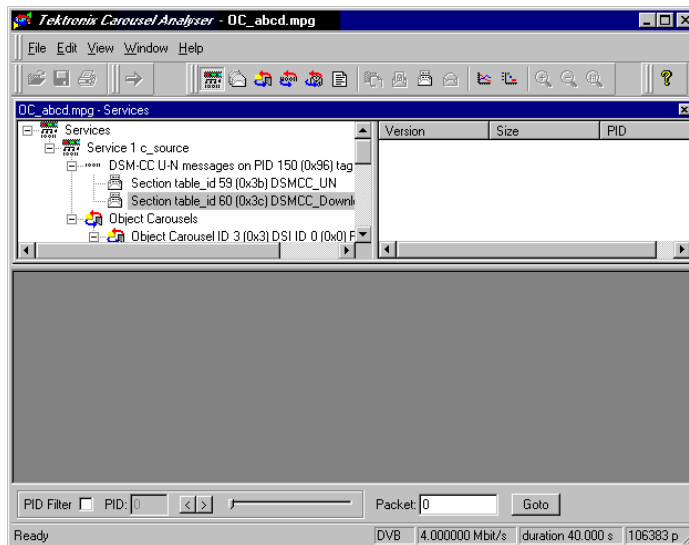 Tektronix Carousel Analyser - OC_abcd.mpg
File Edit View Window Help
OC_abcd.mpg - Services
Services
Service 1 c_source
DSM-CC U-N messages on PID 150 (0x96) tag
Section table_id 59 (0x3b) DSMCC_UN
Section table_id 60 (0x3c) DSMCC_Downl
Object Carousels
Object Carousel ID 3 (0x3) DSI ID 0 (0x0) F
Version Size PID
PID Filter PID: 0 < > Packet: 0 Goto
Ready DVB 4.000000 Mbit/s duration 40.000 s 106383 p